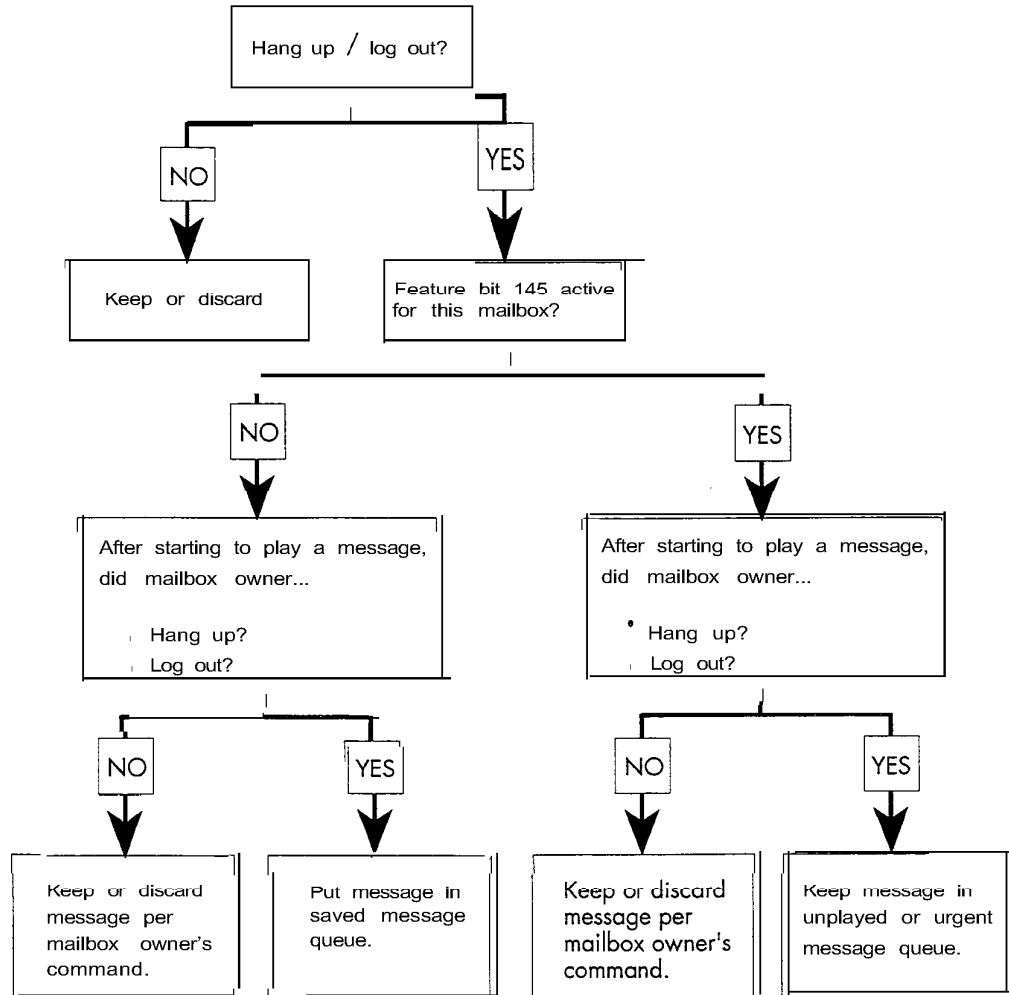 Hang up / log out?
NO
YES
Keep or discard
Feature bit 145 active
for this mailbox?
NO
YES
After starting to play a message,
did mailbox owner...
Hang up?
Log out?
After starting to play a message,
did mailbox owner...
• Hang up?
Log out?
NO
YES
NO
YES
Keep or discard
message per
mailbox owner's
command.
Put message in
saved message
queue.
Keep or discard
message per
mailbox owner's
command.
Keep message in
unplayed or urgent
message queue.